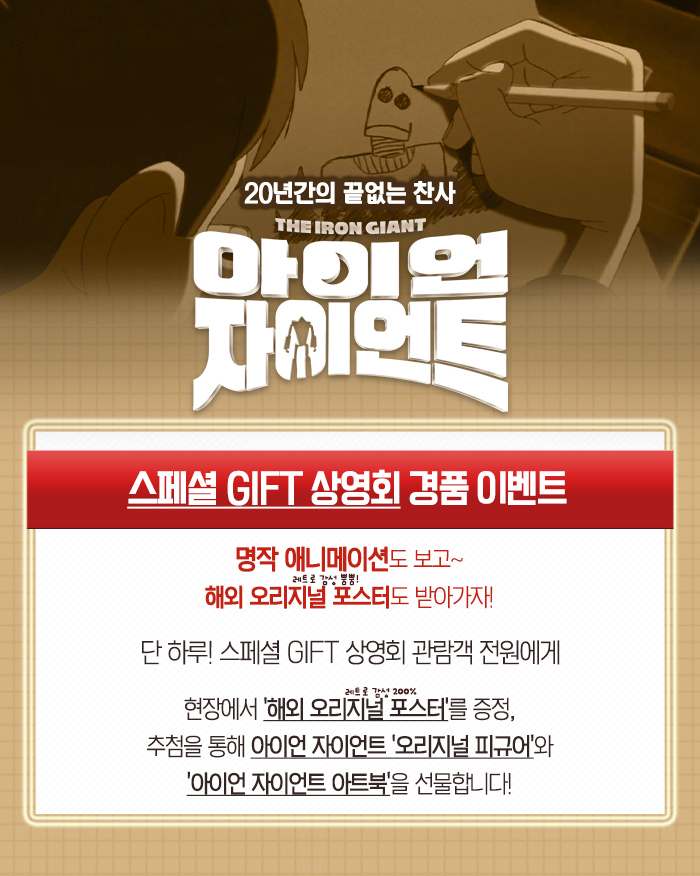 20년간의 끝없는 찬사
THE IRON GIANT
아이언
자이언트
스페셜 GIFT 상영회 경품 이벤트
명작 애니메이션도 보고~
레트로 감성 뿜뿜!
해외 오리지널 포스터도 받아가자!
단 하루! 스페셜 GIFT 상영회 관람객 전원에게
레트로 감성 200%
현장에서 '해외 오리지널 포스터'를 증정,
추첨을 통해 아이언 자이언트 '오리지널 피규어'와
'아이언 자이언트 아트북'을 선물합니다!